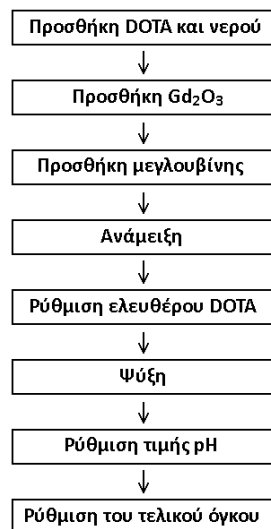 Προσθήκη DOTA και νερού
Προσθήκη Gd₂O₃
Προσθήκη μεγλουβίνης
Ανάμειξη
Ρύθμιση ελευθέρου DOTA
Ψύξη
Ρύθμιση τιμής pH
Ρύθμιση του τελικού όγκου